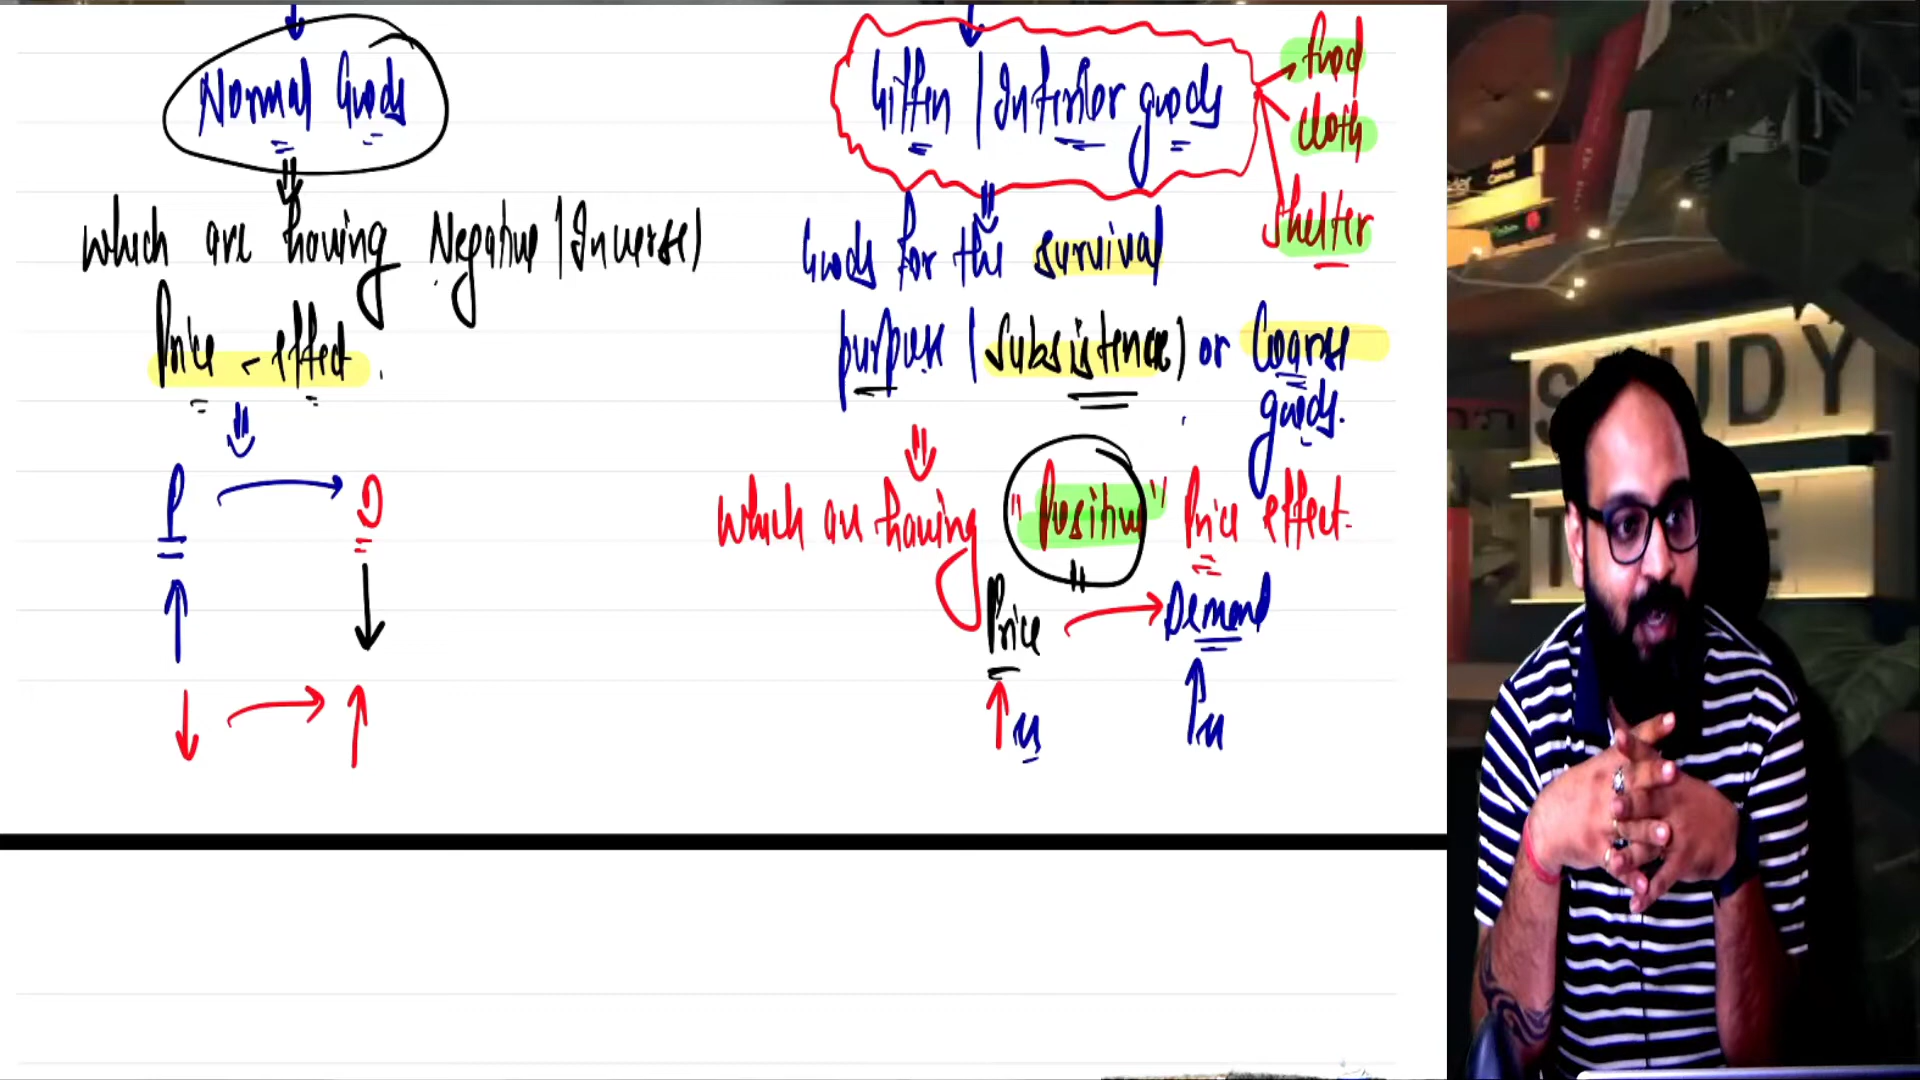 Normal Goods
which are having Negative (Inverse)
Price - effect.
P → D
↑ ↓
↓ → ↑
Giffen / Inferior goods
food
cloth
Shelter
Goods for the survival
purpose (subsistence) or Coarse
goods.
which are having "Positive" Price effect.
Price → Demand
↑ ↑
STUDY